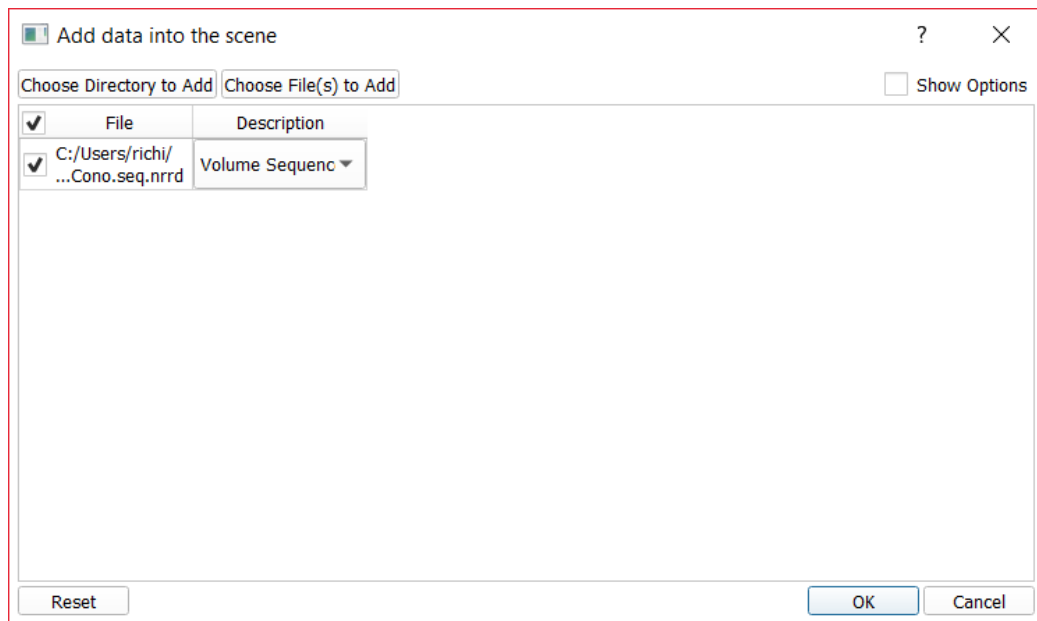 Add data into the scene
?
Choose Directory to Add Choose File(s) to Add Show Options
File Description
C:/Users/richi/
...Cono.seq.nrrd
Volume Sequenc
Reset OK Cancel